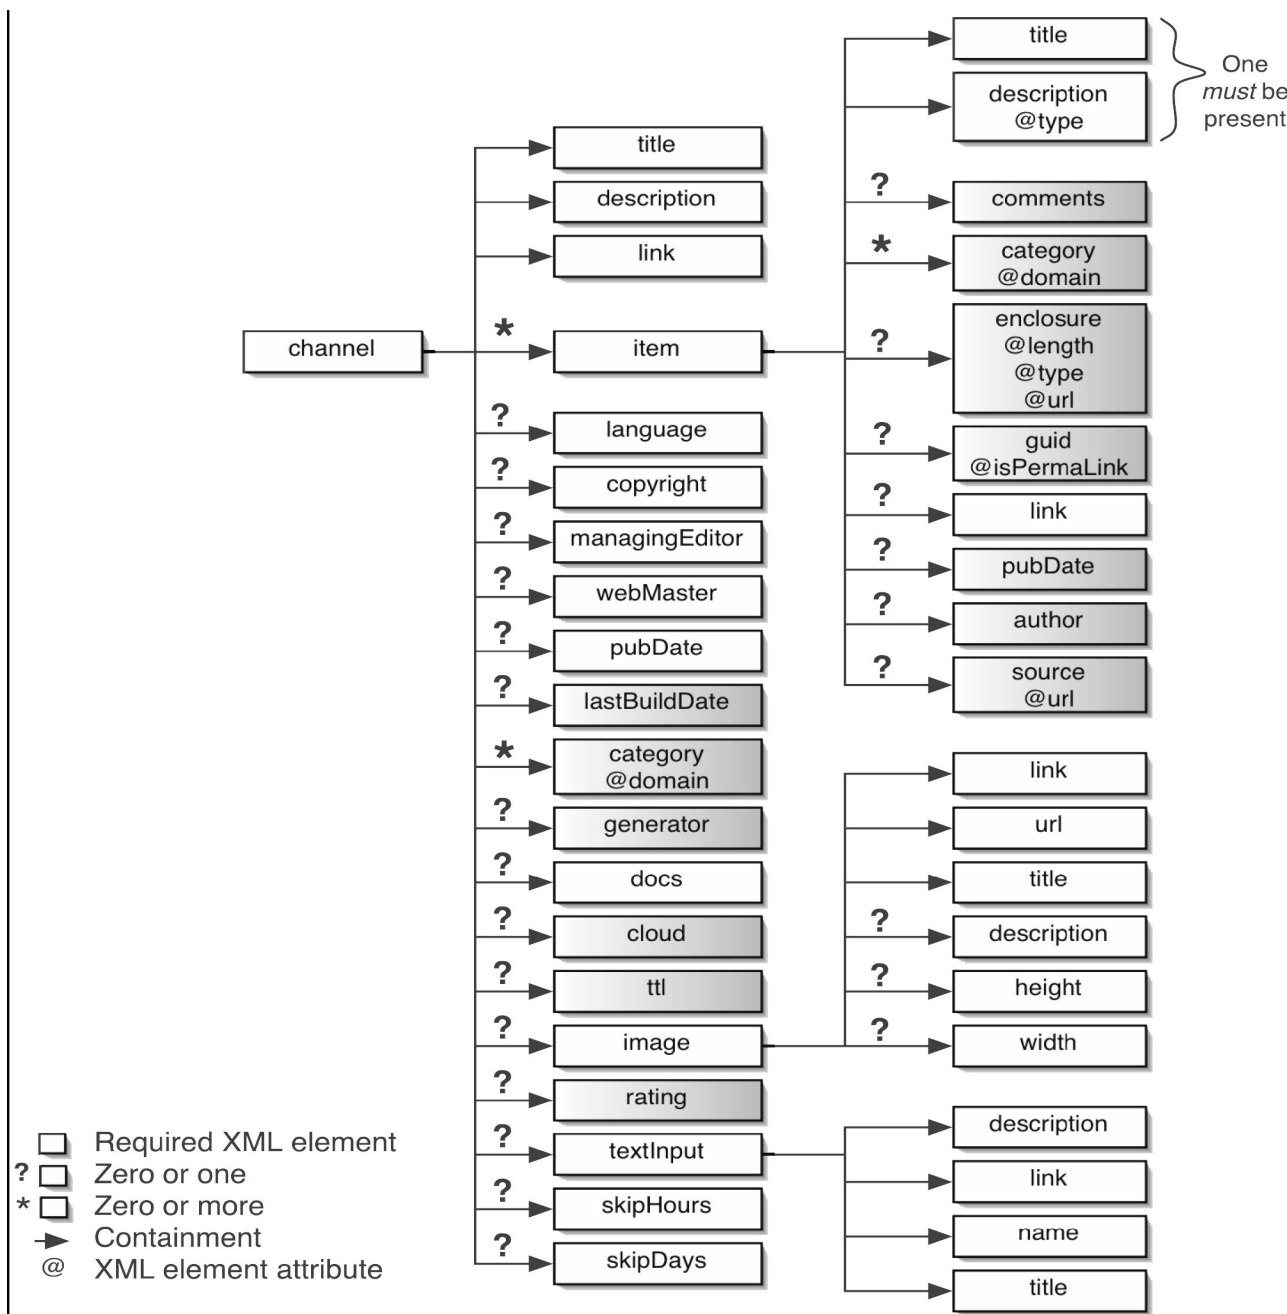 title
description
@type
One
must be
present
title
description
link
* item
channel
? language
? copyright
? managingEditor
? webMaster
? pubDate
? lastBuildDate
* category
@domain
? generator
? docs
? cloud
? ttl
? image
? rating
? textInput
? skipHours
? skipDays
? comments
* category
@domain
? enclosure
@length
@type
@url
? guid
@isPermaLink
? link
? pubDate
? author
? source
@url
link
url
title
? description
? height
? width
description
link
name
title
Required XML element
? Zero or one
* Zero or more
Containment
@ XML element attribute